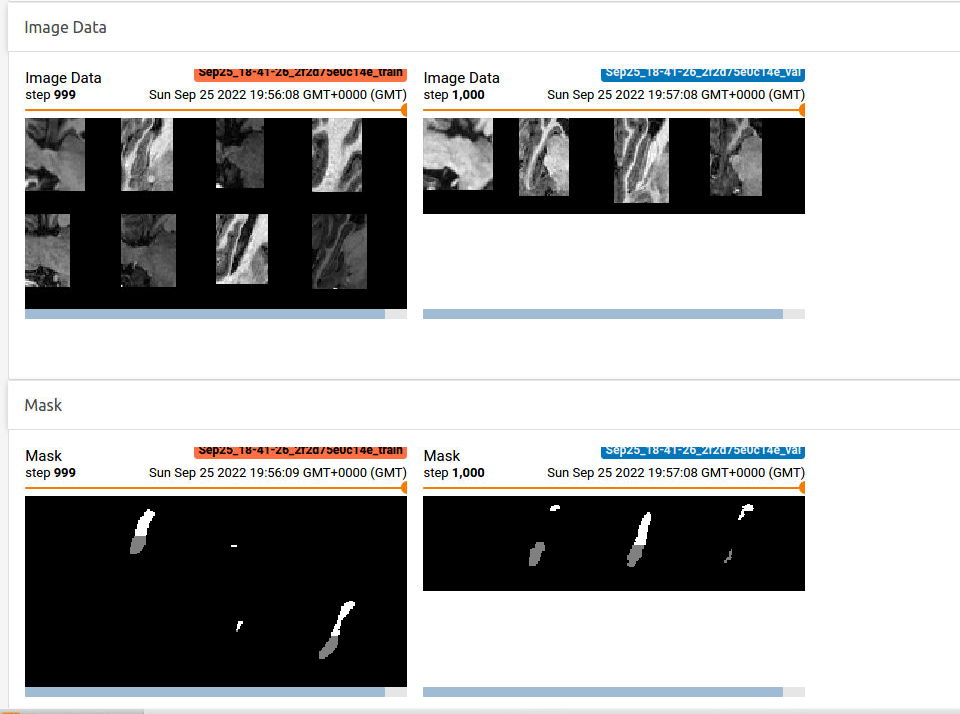 Image Data
Image Data
Sep25_18-41-26_2f2d75e0c14e_train
step 999
Sun Sep 25 2022 19:56:08 GMT+0000 (GMT)
Image Data
Sep25_18-41-26_2f2d75e0c14e_val
step 1,000
Sun Sep 25 2022 19:57:08 GMT+0000 (GMT)
Mask
Mask
Sep25_18-41-26_2f2d75e0c14e_train
step 999
Sun Sep 25 2022 19:56:09 GMT+0000 (GMT)
Mask
Sep25_18-41-26_2f2d75e0c14e_val
step 1,000
Sun Sep 25 2022 19:57:08 GMT+0000 (GMT)